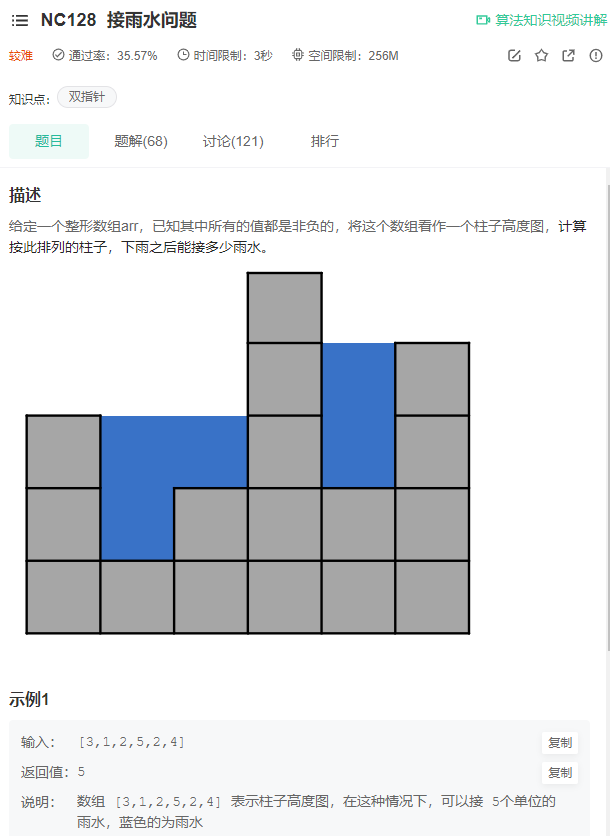 NC128 接雨水问题
算法知识视频讲解
较难 通过率：35.57% 时间限制：3秒 空间限制：256M
知识点： 双指针
题目 题解(68) 讨论(121) 排行
描述
给定一个整形数组arr，已知其中所有的值都是非负的，将这个数组看作一个柱子高度图，计算
按此排列的柱子，下雨之后能接多少雨水。
示例1
输入： [3,1,2,5,2,4] 复制
返回值：5 复制
说明： 数组 [3,1,2,5,2,4] 表示柱子高度图，在这种情况下，可以接 5个单位的
雨水，蓝色的为雨水